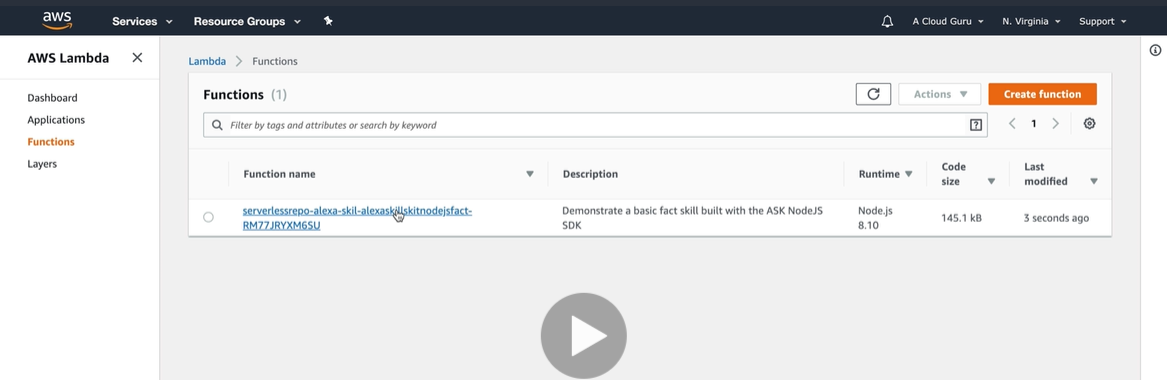 aws Services Resource Groups A Cloud Guru N. Virginia Support
AWS Lambda
Dashboard
Applications
Functions
Layers
Lambda > Functions
Functions (1)
Actions
Create function
Filter by tags and attributes or search by keyword
?
1
Function name
Description
Runtime
Code
size
Last
modified
serverlessrepo-alexa-skil-alexaskillskitnodejsfact-
RM77JRYXM6SU
Demonstrate a basic fact skill built with the ASK NodeJS
SDK
Node.js
8.10
145.1 kB
3 seconds ago